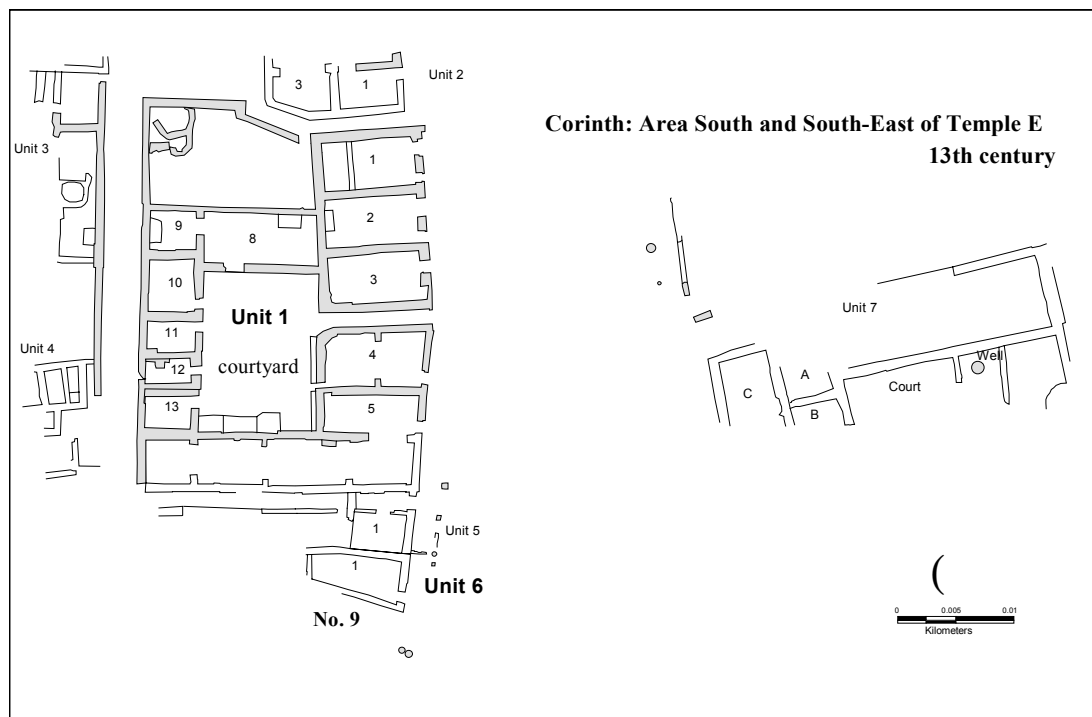 Corinth: Area South and South-East of Temple E
13th century
Unit 2
3
1
Unit 3
1
2
9
8
10
3
Unit 1
courtyard
11
Unit 4
12
4
13
5
1
Unit 5
1
Unit 6
No. 9
Unit 7
Well
Court
A
C
B
(
0
0.005
0.01
Kilometers